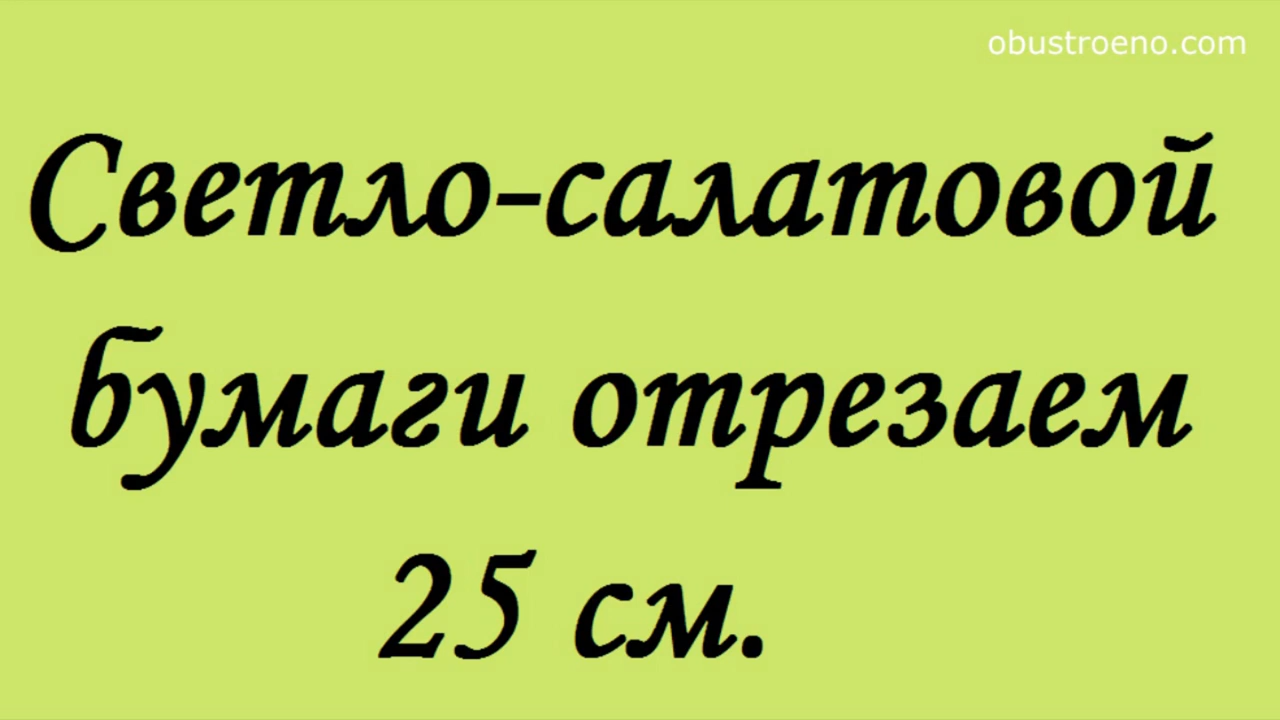 obustroeno.com
Светло-салатовой
бумаги отрезаем
25 см.